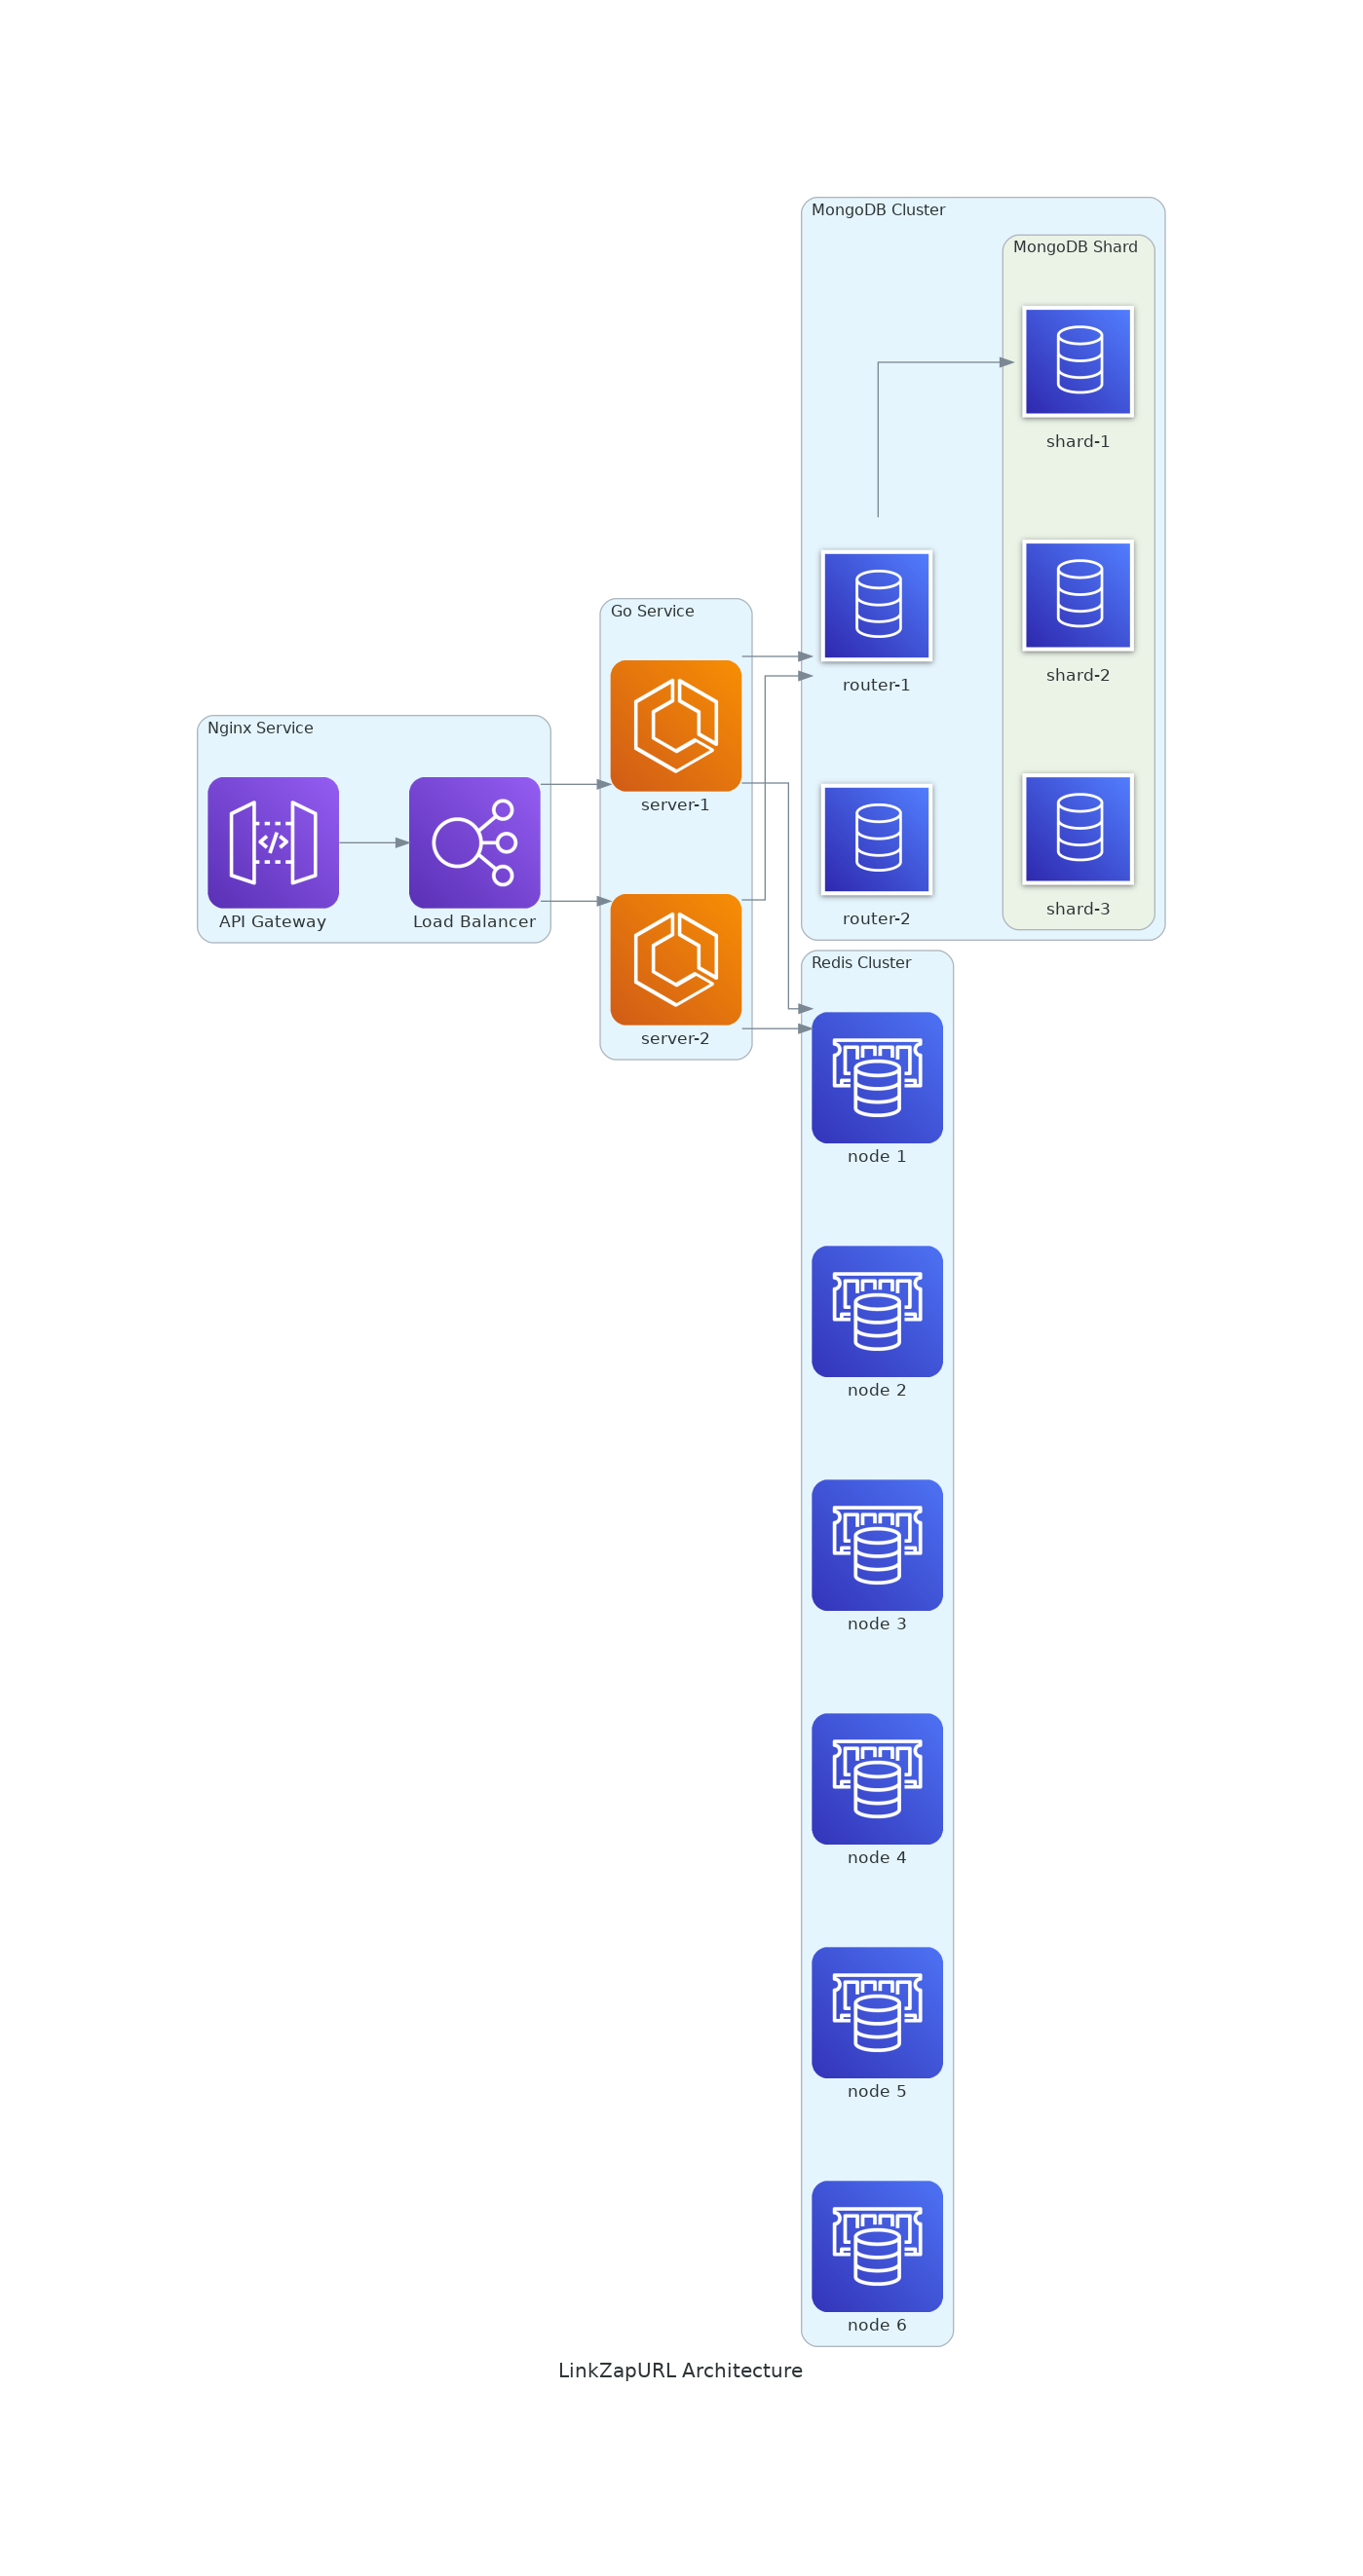 MongoDB Cluster
MongoDB Shard
shard-1
Go Service
router-1
shard-2
Nginx Service
server-1
API Gateway
Load Balancer
router-2
shard-3
Redis Cluster
server-2
node 1
node 2
node 3
node 4
node 5
node 6
LinkZapURL Architecture